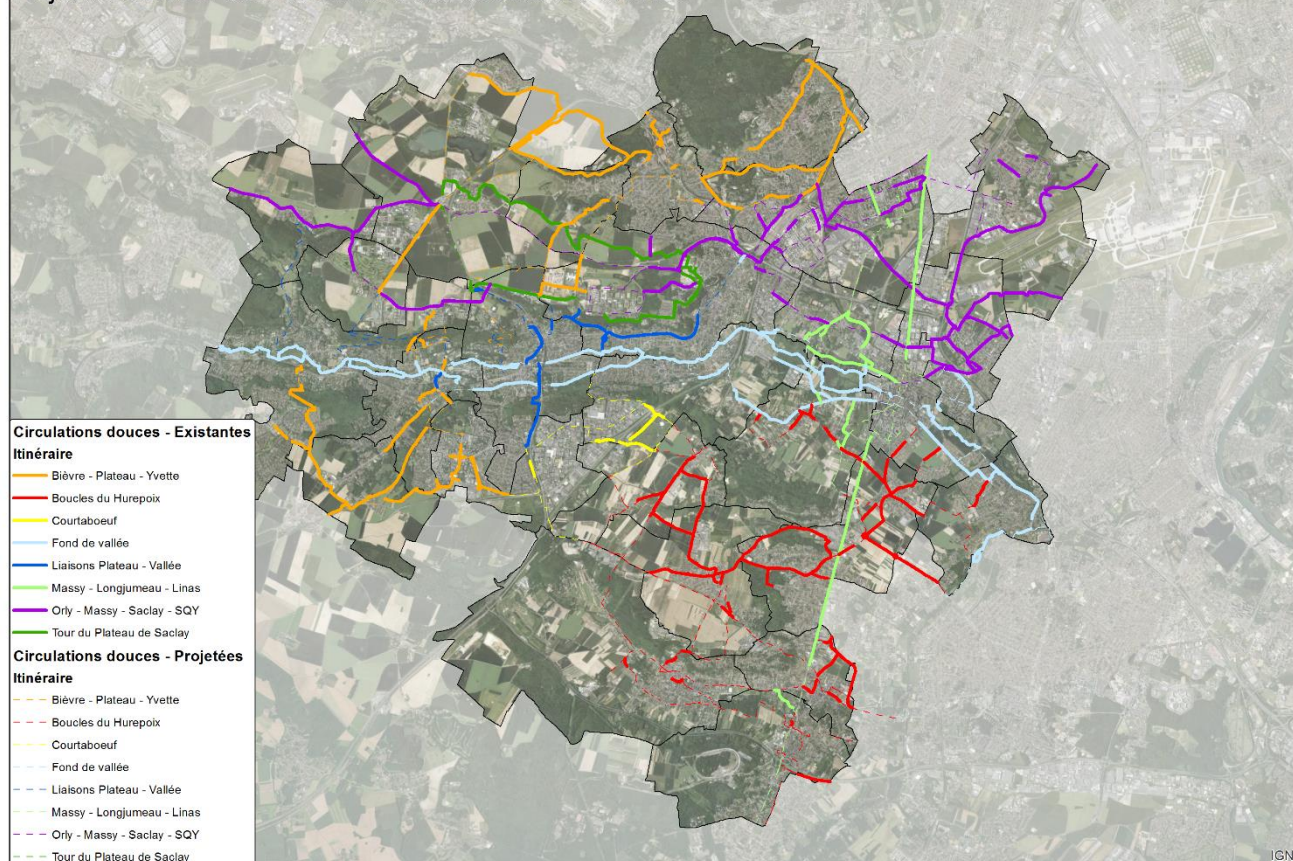 Circulations douces - Existantes
Itinéraire
Bièvre - Plateau - Yvette
Boucles du Hurepoix
Courtaboeuf
Fond de vallée
Liaisons Plateau - Vallée
Massy - Longjumeau - Linas
Orly - Massy - Saclay - SQY
Tour du Plateau de Saclay
Circulations douces - Projetées
Itinéraire
Bièvre - Plateau - Yvette
Boucles du Hurepoix
Courtaboeuf
Fond de vallée
Liaisons Plateau - Vallée
Massy - Longjumeau - Linas
Orly - Massy - Saclay - SQY
Tour du Plateau de Saclay
IGN